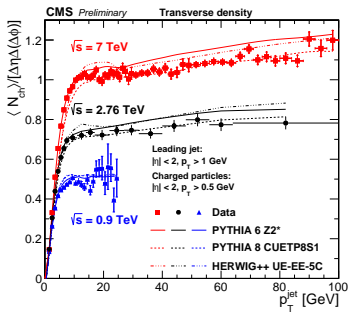 CMS Preliminary Transverse density
⟨ N_ch ⟩/[Δη Δ(Δϕ)]
1.2
1
0.8
0.6
0.4
0.2
0
√s = 7 TeV
√s = 2.76 TeV
√s = 0.9 TeV
Leading jet:
|η| < 2, p_T > 1 GeV
Charged particles:
|η| < 2, p_T > 0.5 GeV
Data
PYTHIA 6 Z2*
PYTHIA 8 CUETP8S1
HERWIG++ UE-EE-5C
0 20 40 60 80 100
p_T^jet [GeV]